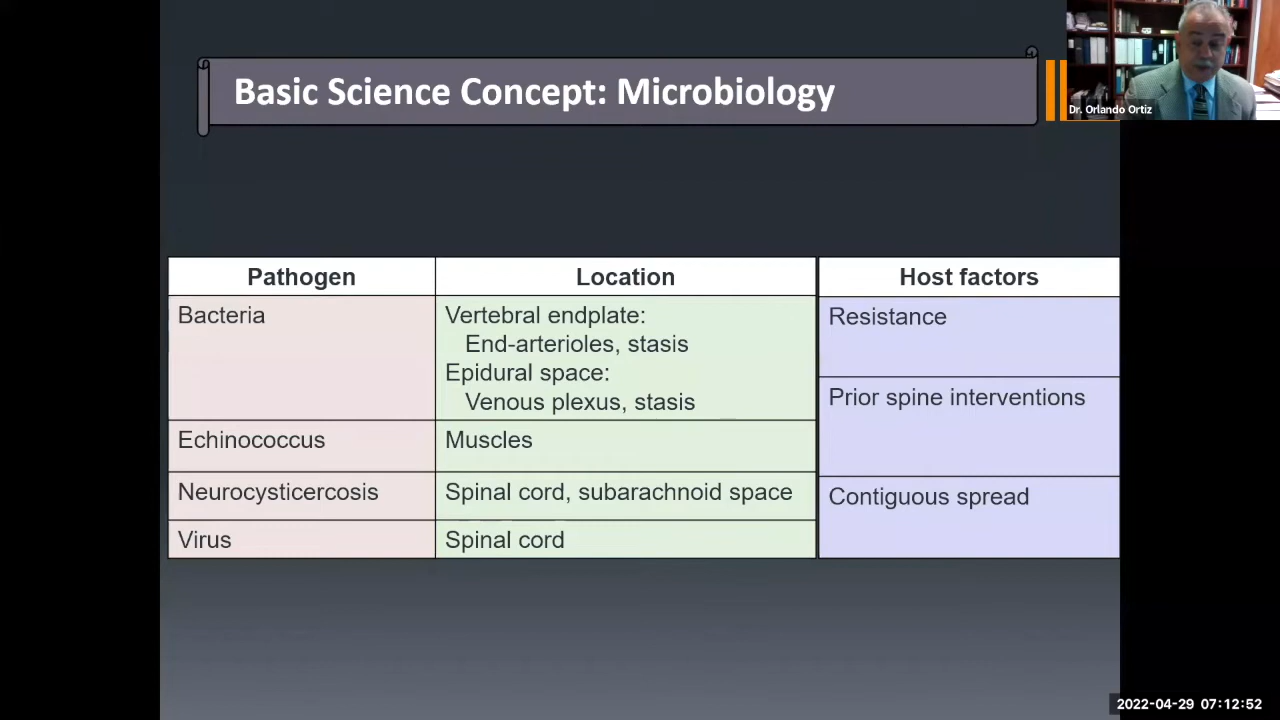 Basic Science Concept: Microbiology
Dr. Orlando Ortiz
Pathogen Location Host factors
Bacteria
Vertebral endplate:
End-arterioles, stasis
Epidural space:
Venous plexus, stasis
Echinococcus
Muscles
Neurocysticercosis
Spinal cord, subarachnoid space
Virus
Spinal cord
Resistance
Prior spine interventions
Contiguous spread
2022-04-29 07:12:52